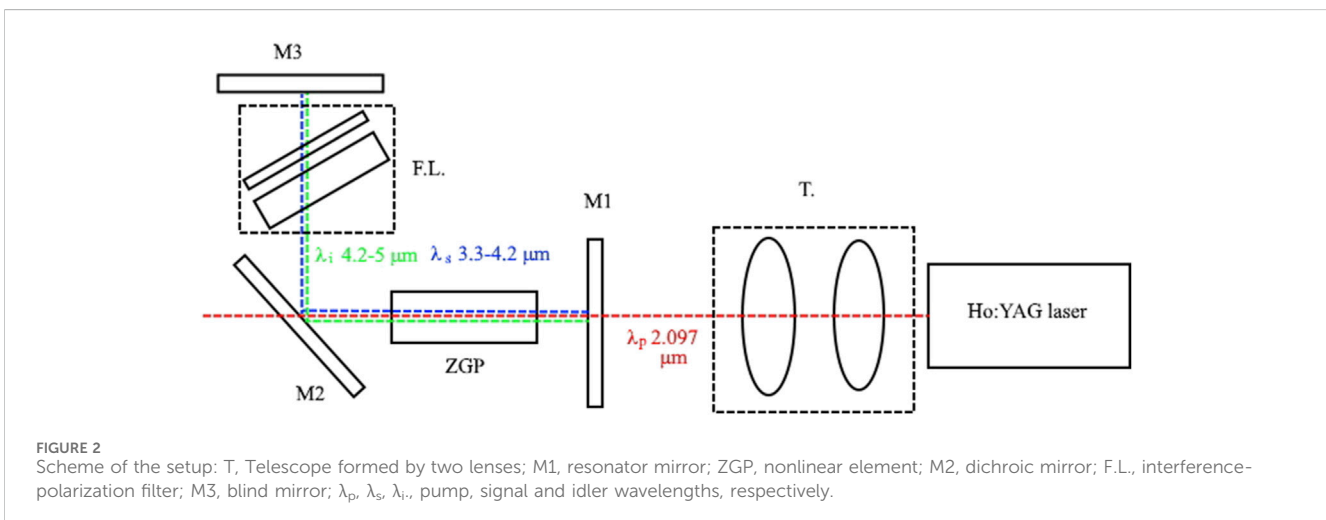 M3
F.L.
M1
T.
λi 4.2-5 μm λs 3.3-4.2 μm
Ho:YAG laser
λp 2.097
μm
ZGP
M2
FIGURE 2
Scheme of the setup: T, Telescope formed by two lenses; M1, resonator mirror; ZGP, nonlinear element; M2, dichroic mirror; F.L., interference-
polarization filter; M3, blind mirror; λp, λs, λi., pump, signal and idler wavelengths, respectively.